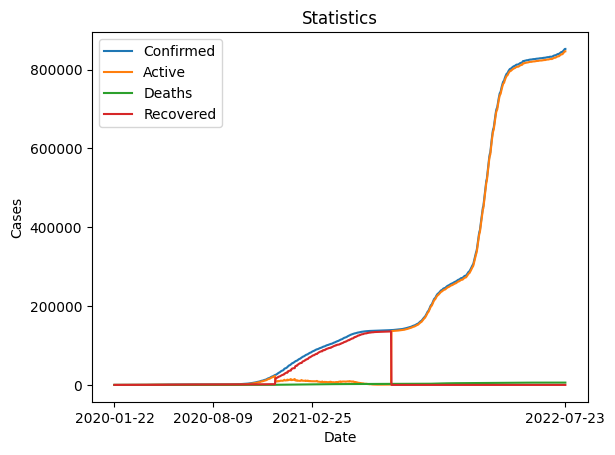 Statistics
Confirmed
Active
Deaths
Recovered
800000
600000
400000
200000
0
Cases
2020-01-22 2020-08-09 2021-02-25 2022-07-23
Date